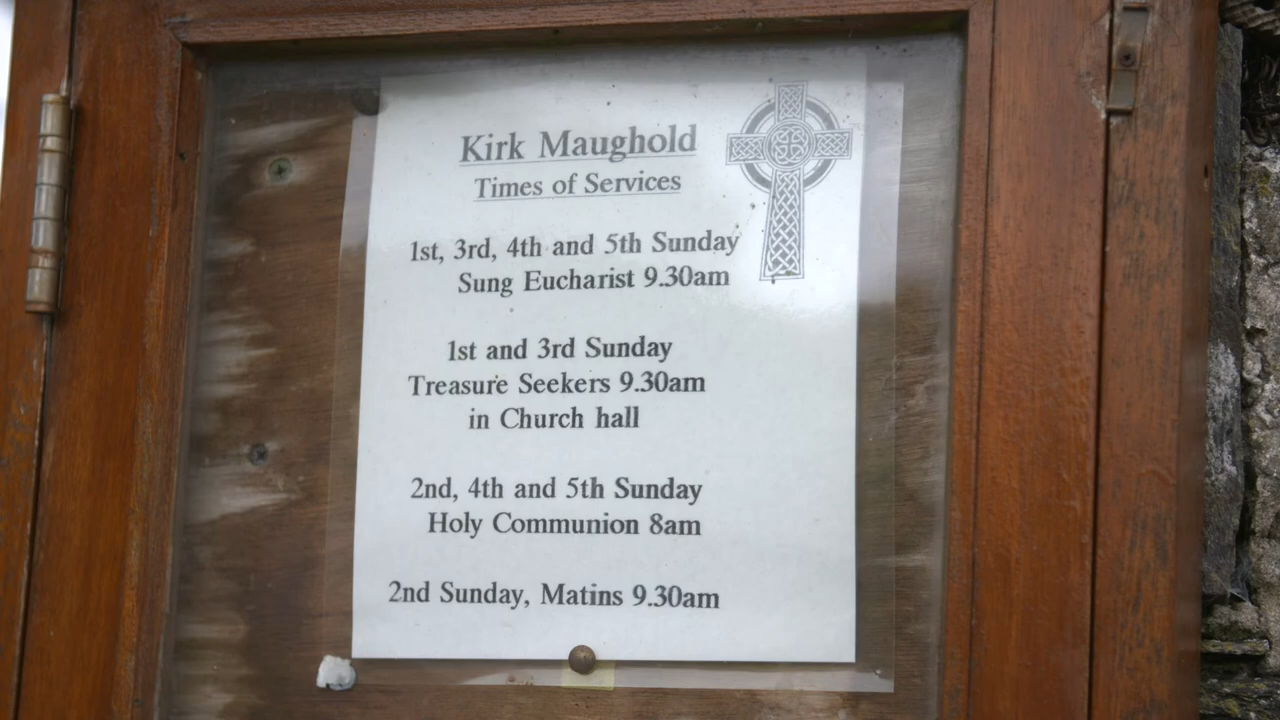 Kirk Maughold
Times of Services
1st, 3rd, 4th and 5th Sunday
Sung Eucharist 9.30am
1st and 3rd Sunday
Treasure Seekers 9.30am
in Church hall
2nd, 4th and 5th Sunday
Holy Communion 8am
2nd Sunday, Matins 9.30am